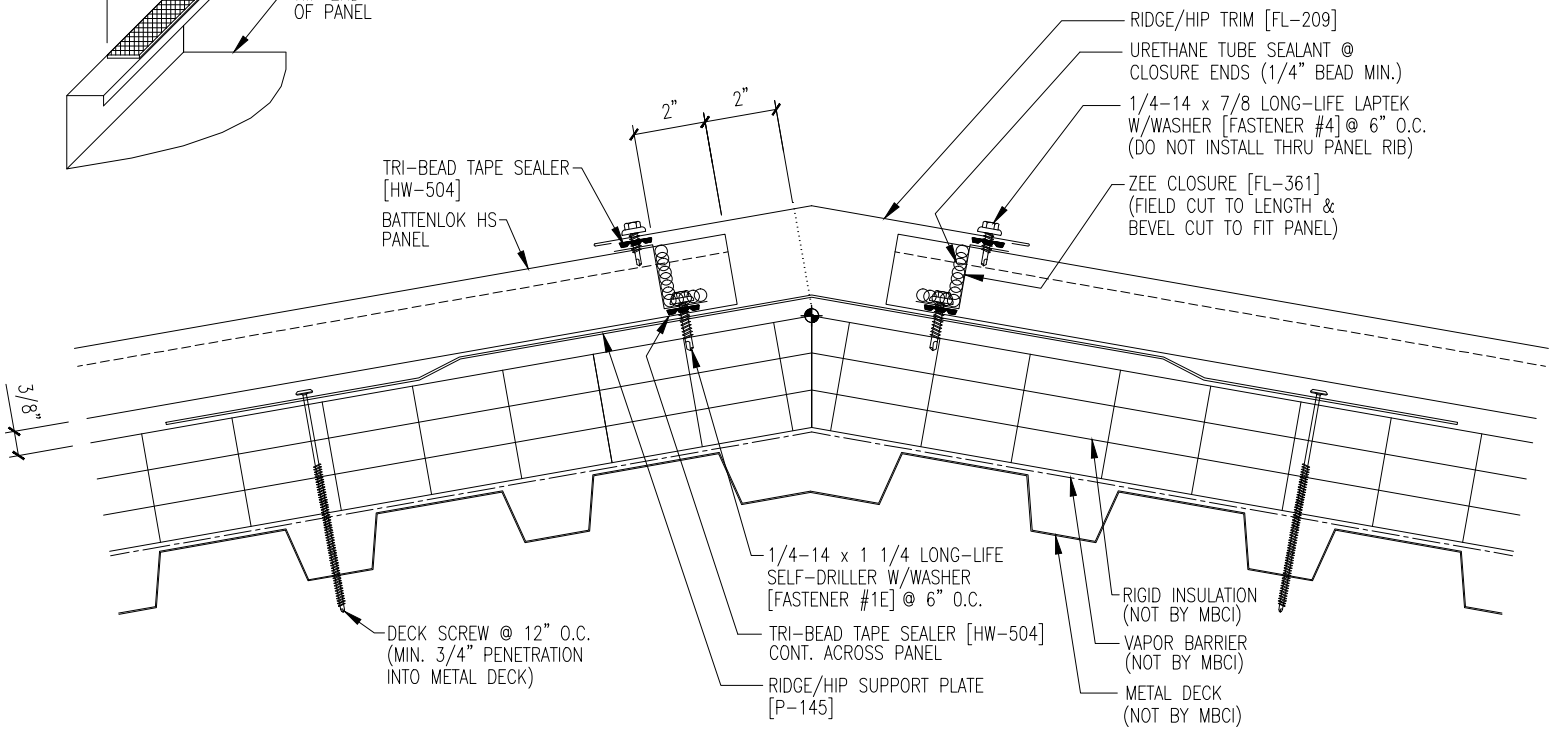 OF PANEL
RIDGE/HIP TRIM [FL-209]
URETHANE TUBE SEALANT @
CLOSURE ENDS (1/4" BEAD MIN.)
1/4-14 x 7/8 LONG-LIFE LAPTEK
W/WASHER [FASTENER #4] @ 6" O.C.
(DO NOT INSTALL THRU PANEL RIB)
ZEE CLOSURE [FL-361]
(FIELD CUT TO LENGTH &
BEVEL CUT TO FIT PANEL)
2"
2"
TRI-BEAD TAPE SEALER
[HW-504]
BATTENLOK HS
PANEL
3/8"
DECK SCREW @ 12" O.C.
(MIN. 3/4" PENETRATION
INTO METAL DECK)
1/4-14 x 1 1/4 LONG-LIFE
SELF-DRILLER W/WASHER
[FASTENER #1E] @ 6" O.C.
TRI-BEAD TAPE SEALER [HW-504]
CONT. ACROSS PANEL
RIDGE/HIP SUPPORT PLATE
[P-145]
RIGID INSULATION
(NOT BY MBCI)
VAPOR BARRIER
(NOT BY MBCI)
METAL DECK
(NOT BY MBCI)